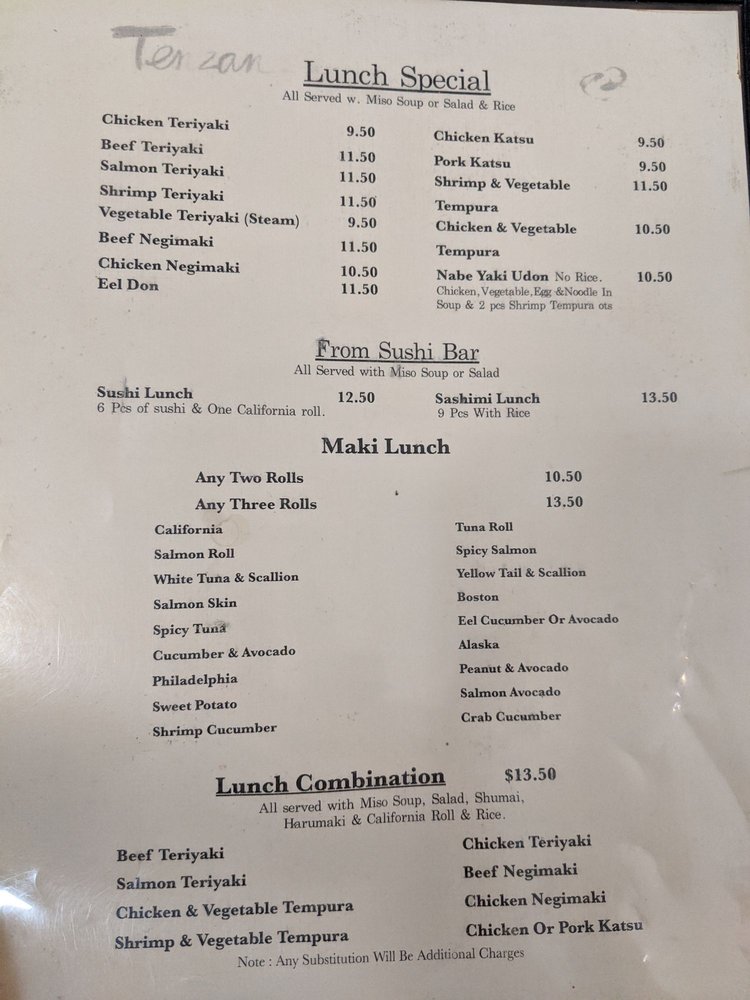 Tenzan
Lunch Special
All Served w. Miso Soup or Salad & Rice
Chicken Teriyaki 9.50
Beef Teriyaki 11.50
Salmon Teriyaki 11.50
Shrimp Teriyaki 11.50
Vegetable Teriyaki (Steam) 9.50
Beef Negimaki 11.50
Chicken Negimaki 10.50
Eel Don 11.50
Chicken Katsu 9.50
Pork Katsu 9.50
Shrimp & Vegetable 11.50
Tempura
Chicken & Vegetable 10.50
Tempura
Nabe Yaki Udon No Rice. 10.50
Chicken,Vegetable,Egg &Noodle In
Soup & 2 pcs Shrimp Tempura ots
From Sushi Bar
All Served with Miso Soup or Salad
Sushi Lunch 12.50
6 Pcs of sushi & One California roll.
Sashimi Lunch 13.50
9 Pcs With Rice
Maki Lunch
Any Two Rolls 10.50
Any Three Rolls 13.50
California
Salmon Roll
White Tuna & Scallion
Salmon Skin
Spicy Tuna
Cucumber & Avocado
Philadelphia
Sweet Potato
Shrimp Cucumber
Tuna Roll
Spicy Salmon
Yellow Tail & Scallion
Boston
Eel Cucumber Or Avocado
Alaska
Peanut & Avocado
Salmon Avocado
Crab Cucumber
Lunch Combination $13.50
All served with Miso Soup, Salad, Shumai,
Harumaki & California Roll & Rice.
Beef Teriyaki
Salmon Teriyaki
Chicken & Vegetable Tempura
Shrimp & Vegetable Tempura
Chicken Teriyaki
Beef Negimaki
Chicken Negimaki
Chicken Or Pork Katsu
Note : Any Substitution Will Be Additional Charges